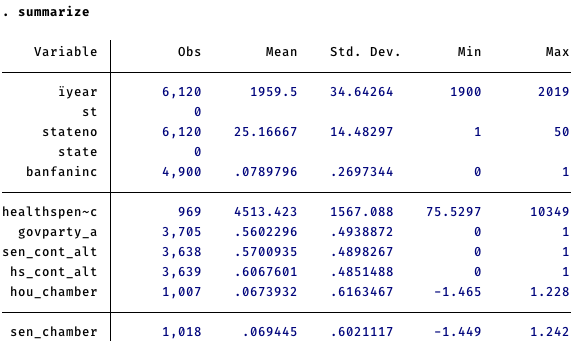 . summarize
Variable Obs Mean Std. Dev. Min Max
ïyear 6,120 1959.5 34.64264 1900 2019
st 0
stateno 6,120 25.16667 14.48297 1 50
state 0
banfaninc 4,900 .0789796 .2697344 0 1
healthspen~c 969 4513.423 1567.088 75.5297 10349
govparty_a 3,705 .5602296 .4938872 0 1
sen_cont_alt 3,638 .5700935 .4898267 0 1
hs_cont_alt 3,639 .6067601 .4851488 0 1
hou_chamber 1,007 .0673932 .6163467 -1.465 1.228
sen_chamber 1,018 .069445 .6021117 -1.449 1.242